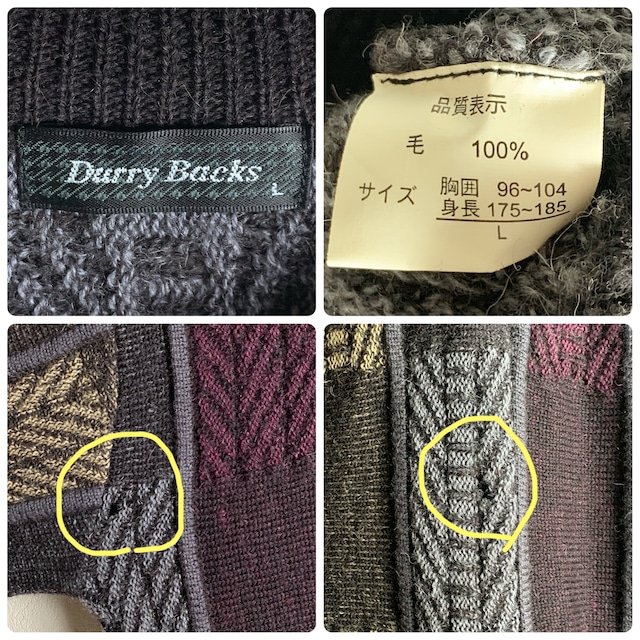 Durry Backs
L
品質表示
毛 100%
サイズ 胸囲 96~104
身長 175~185
L